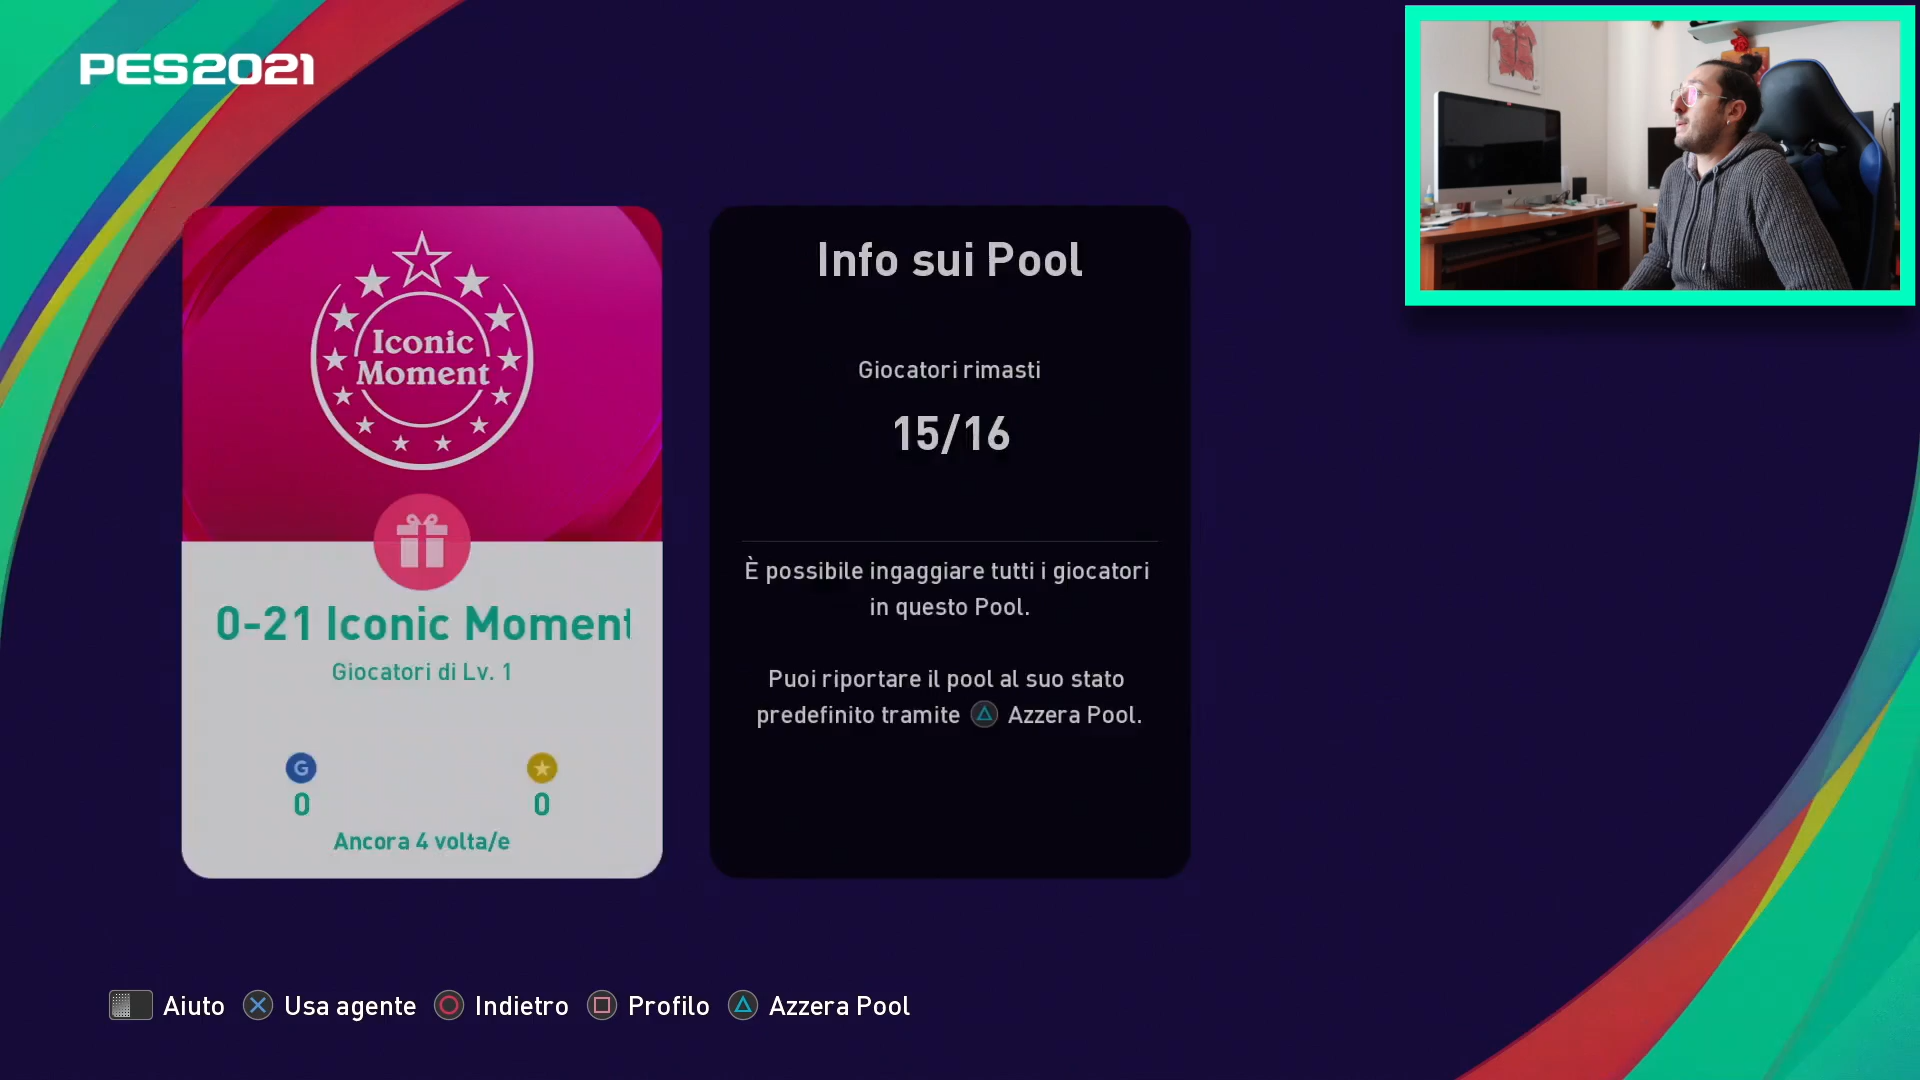 PES2021
Iconic
Moment
0-21 Iconic Moment
Giocatori di Lv. 1
G
0
0
Ancora 4 volta/e
Info sui Pool
Giocatori rimasti
15/16
È possibile ingaggiare tutti i giocatori
in questo Pool.
Puoi riportare il pool al suo stato
predefinito tramite Azzera Pool.
Aiuto Usa agente Indietro Profilo Azzera Pool